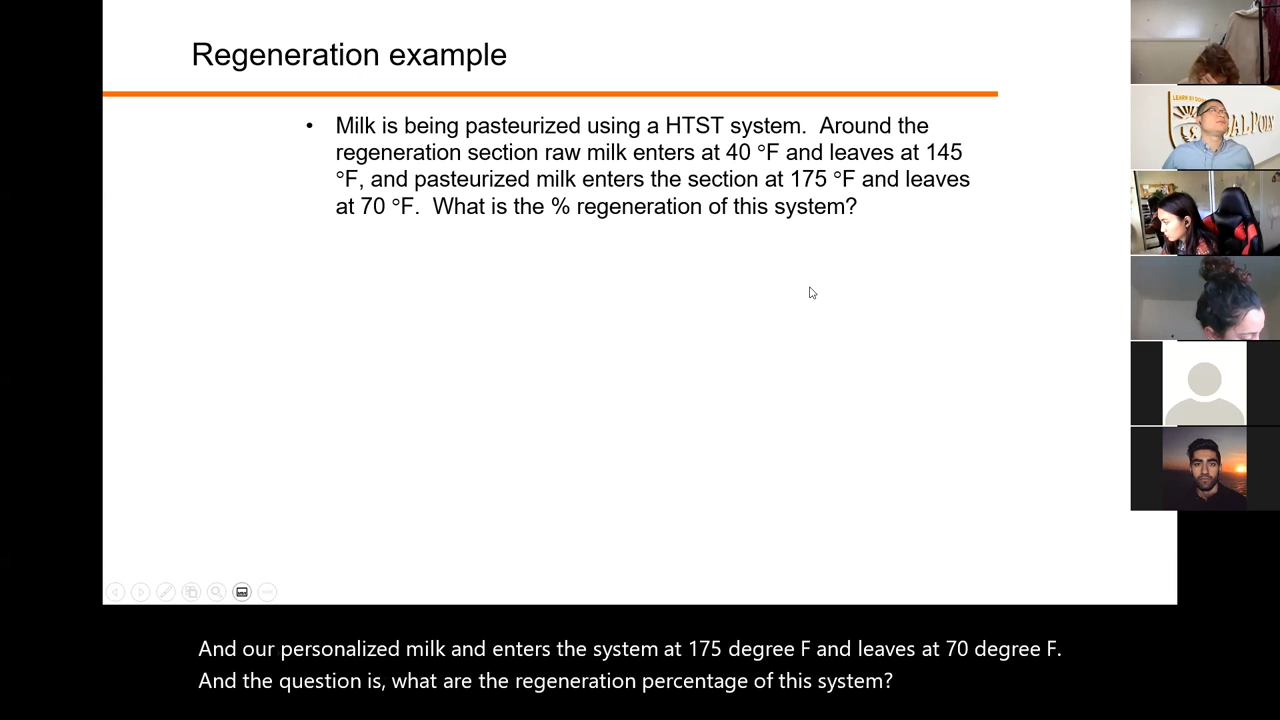 Regeneration example
• Milk is being pasteurized using a HTST system. Around the
regeneration section raw milk enters at 40 °F and leaves at 145
°F, and pasteurized milk enters the section at 175 °F and leaves
at 70 °F. What is the % regeneration of this system?
And our personalized milk and enters the system at 175 degree F and leaves at 70 degree F.
And the question is, what are the regeneration percentage of this system?